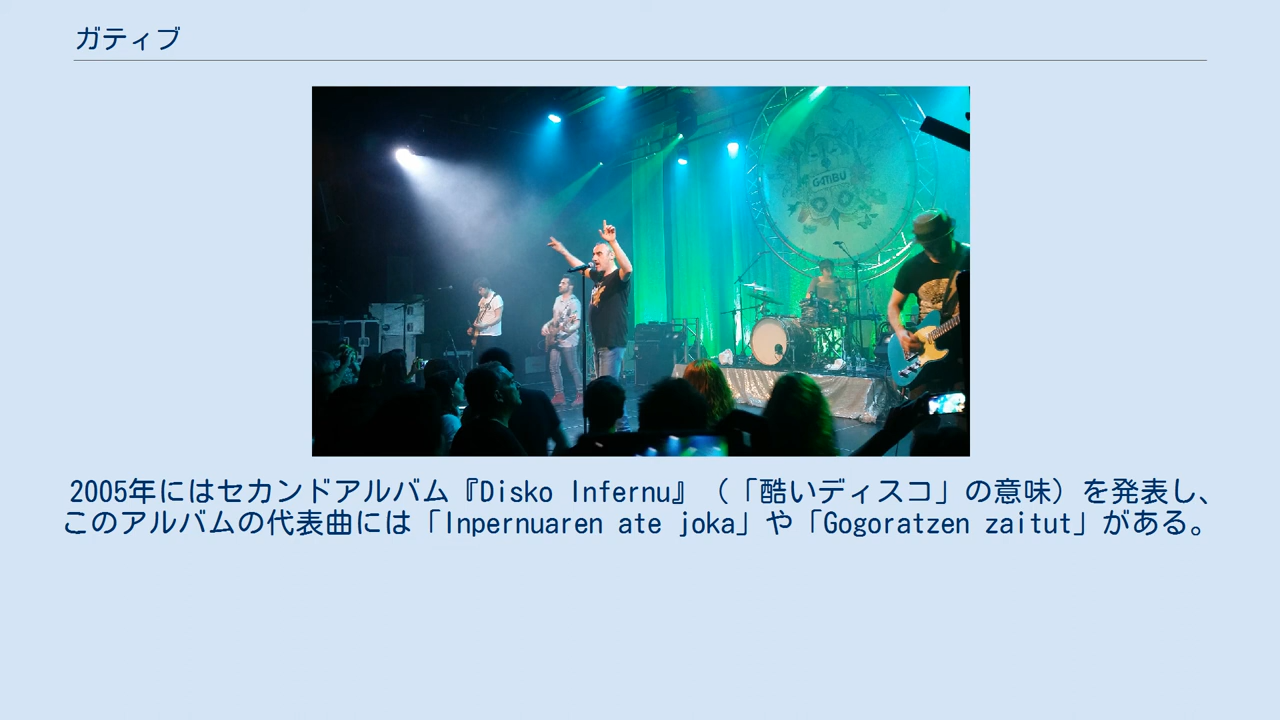 ガティブ
GATIBU
2005年にはセカンドアルバム『Disko Infernu』（「酷いディスコ」の意味）を発表し、
このアルバムの代表曲には「Inpernuaren ate joka」や「Gogoratzen zaitut」がある。